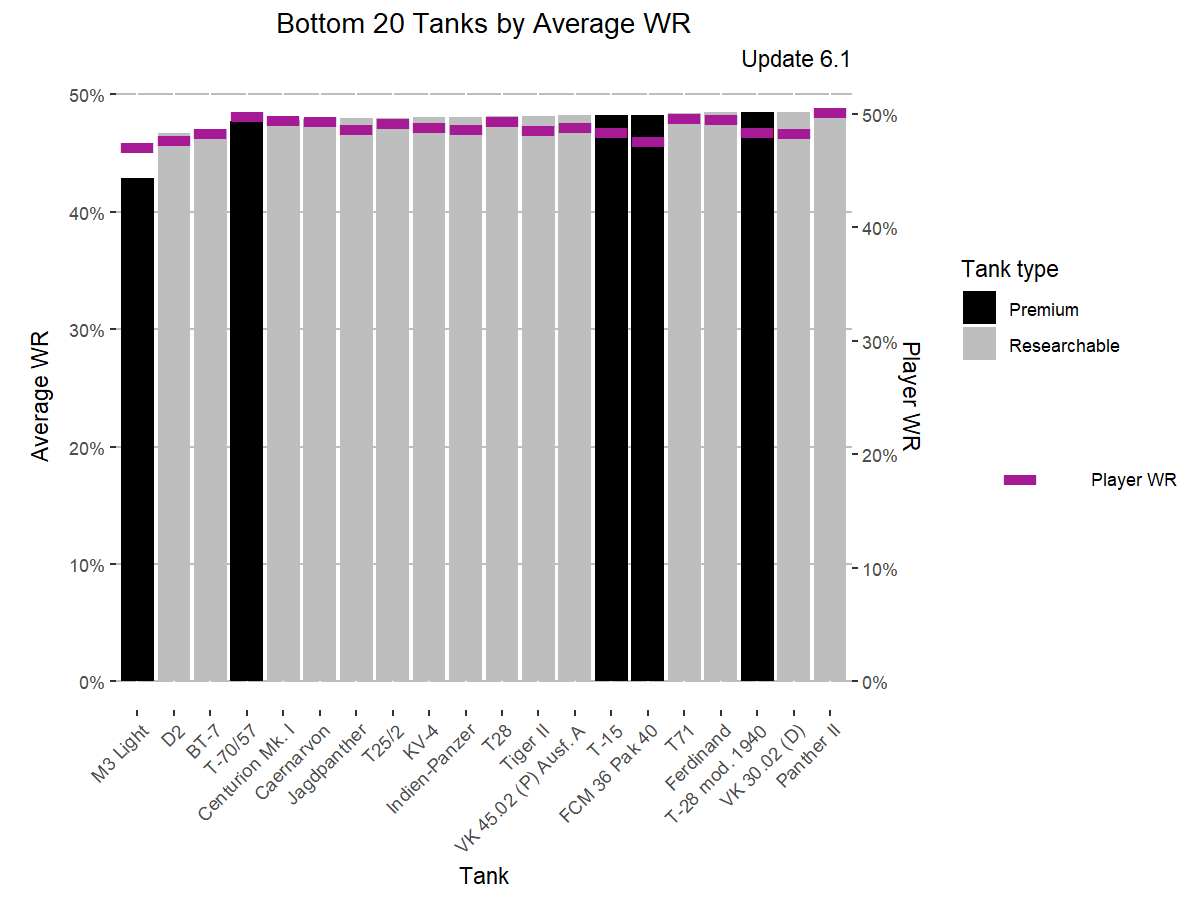 Bottom 20 Tanks by Average WR
Update 6.1
50%
40%
30%
20%
10%
0%
Average WR
50%
40%
30%
20%
10%
0%
Player WR
M3 Light
D2
BT-7
T-70/57
Centurion Mk. I
Caernarvon
Jagdpanther
T25/2
KV-4
Indien-Panzer
T28
Tiger II
VK 45.02 (P) Ausf. A
T-15
FCM 36 Pak 40
T71
Ferdinand
T-28 mod. 1940
VK 30.02 (D)
Panther II
Tank
Tank type
Premium
Researchable
Player WR